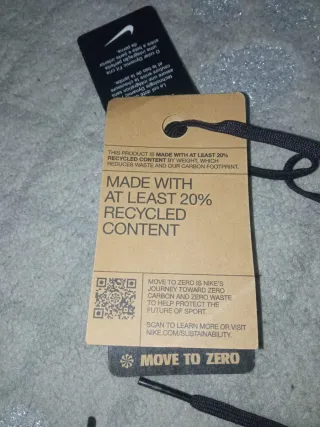 THIS PRODUCT IS MADE WITH AT LEAST 20%
RECYCLED CONTENT BY WEIGHT, WHICH
REDUCES WASTE AND OUR CARBON FOOTPRINT.
MADE WITH
AT LEAST 20%
RECYCLED
CONTENT
MOVE TO ZERO IS NIKE'S
JOURNEY TOWARD ZERO
CARBON AND ZERO WASTE
TO HELP PROTECT THE
FUTURE OF SPORT.
SCAN TO LEARN MORE OR VISIT
NIKE.COM/SUSTAINABILITY.
MOVE TO ZERO